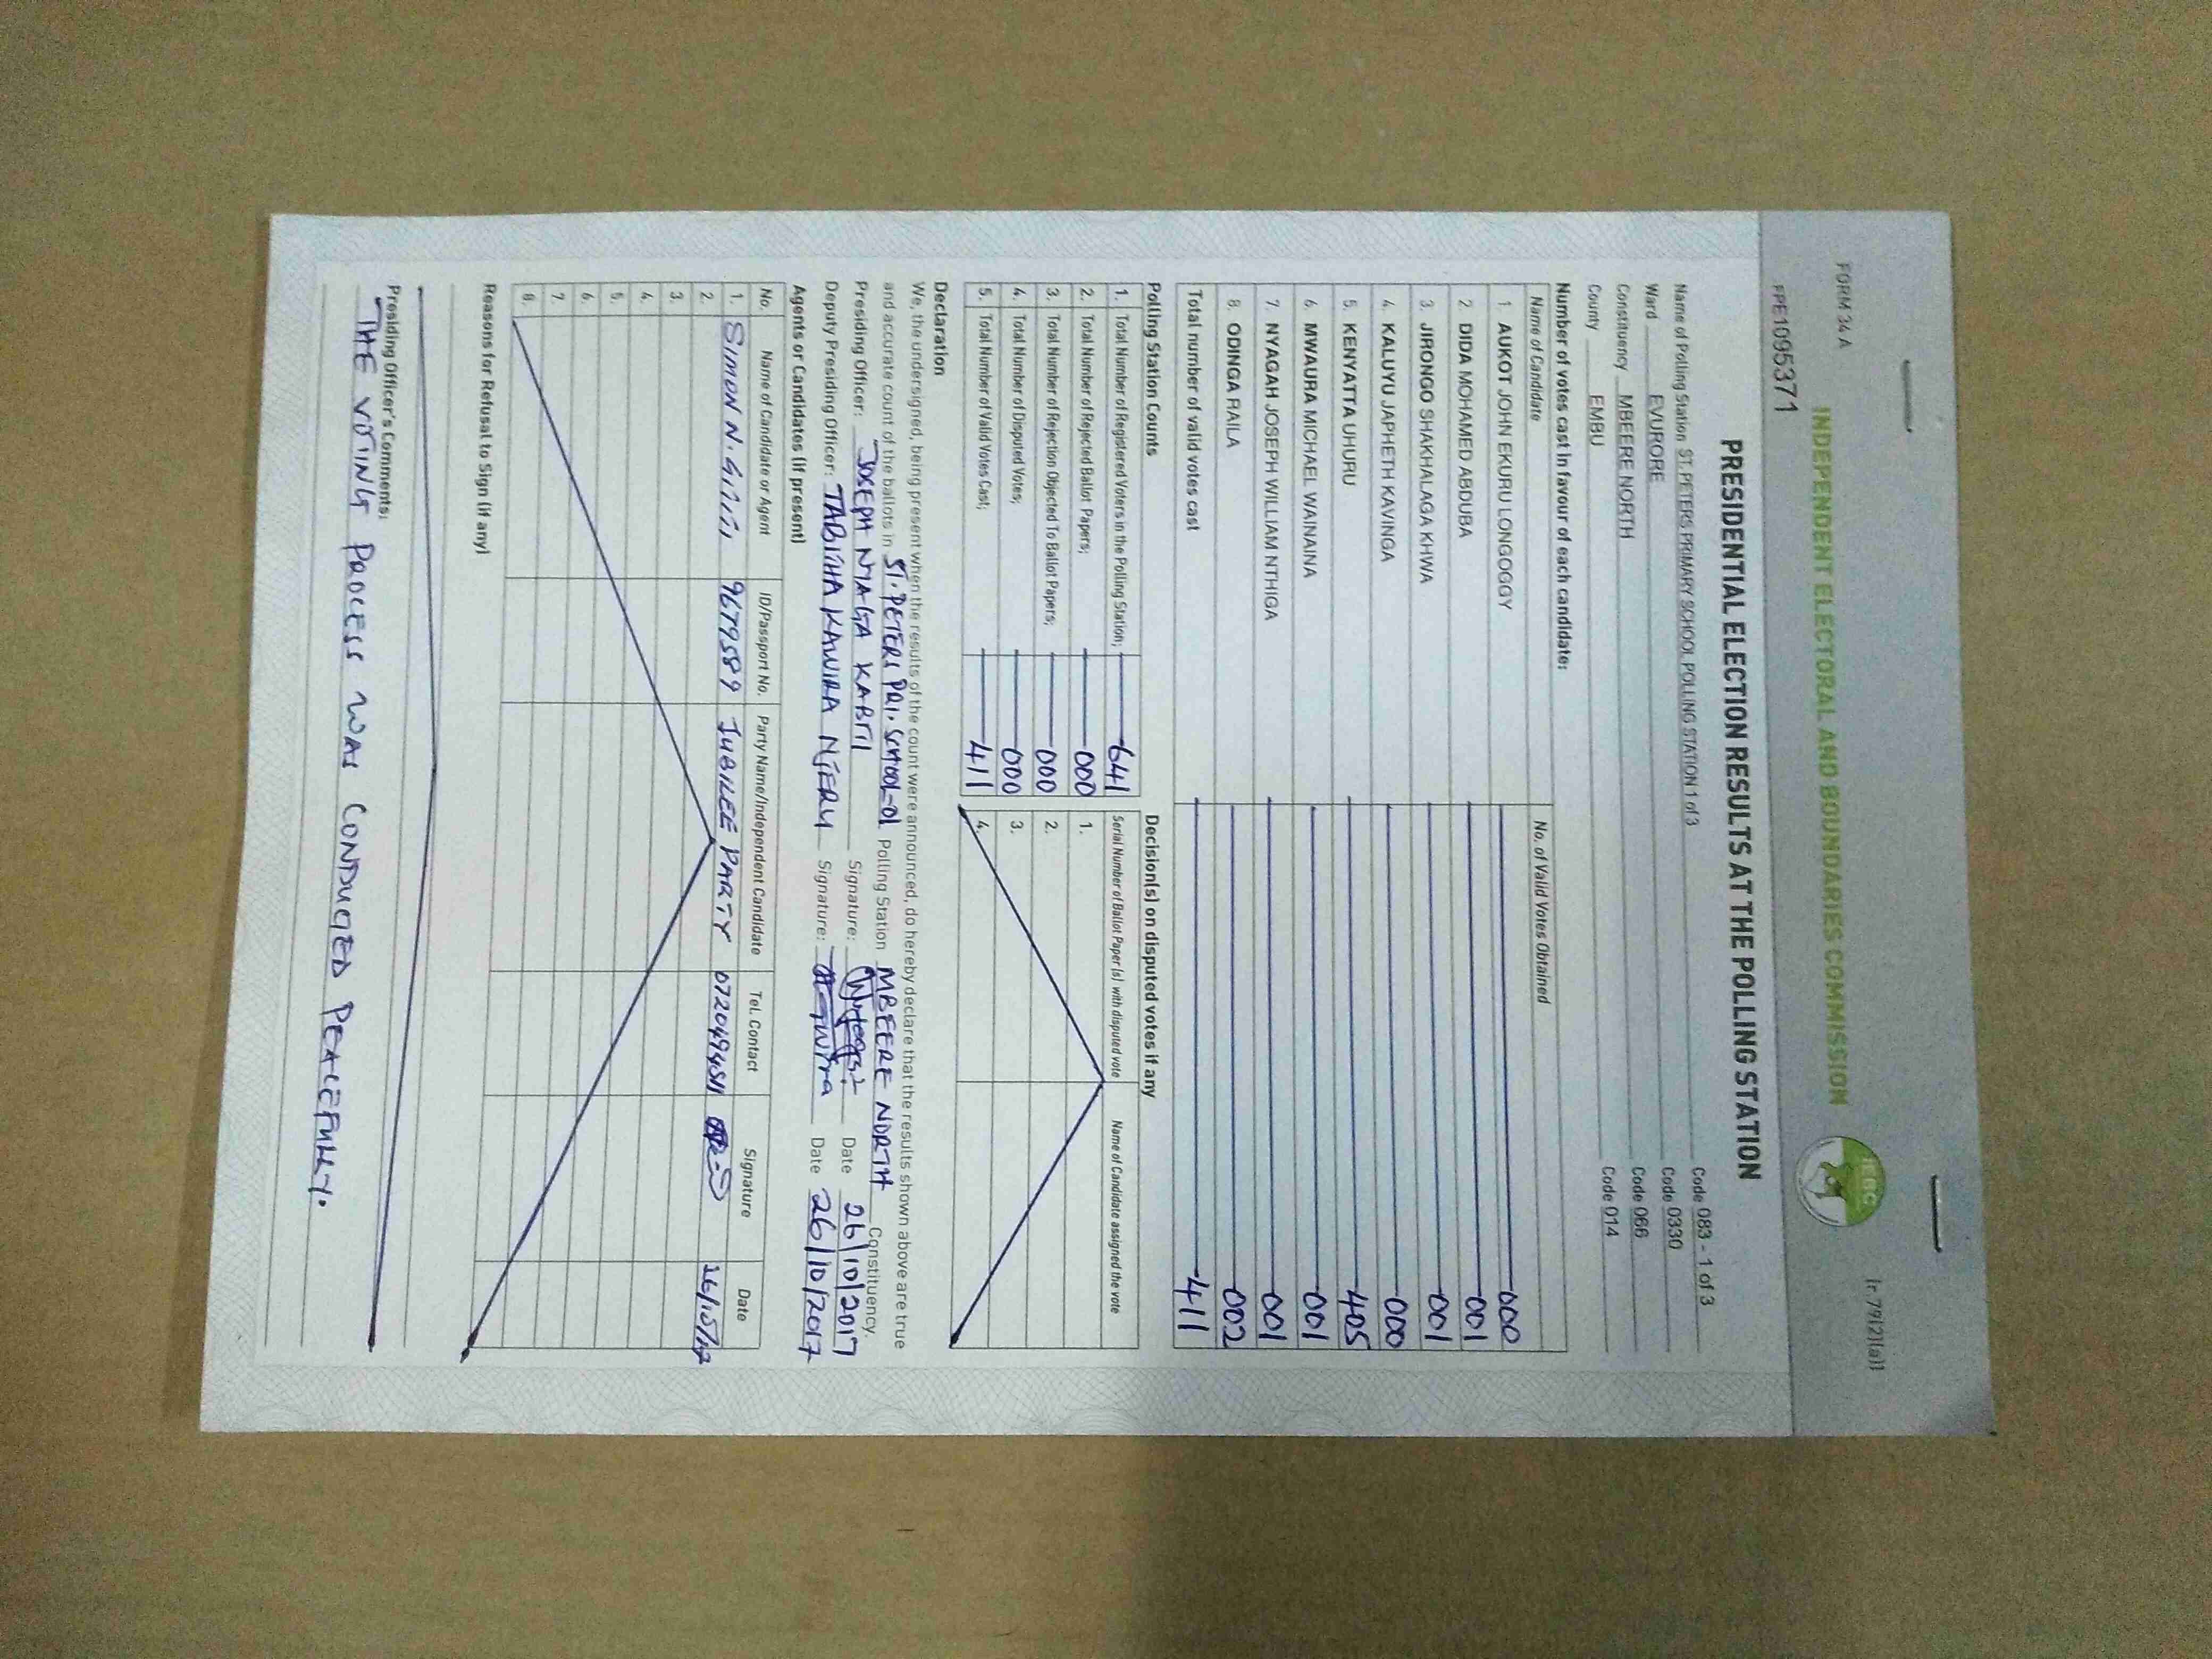 FORM 34 A
(r.79(2)(a))
INDEPENDENT ELECTORAL AND BOUNDARIES COMMISSION
IEBC
FPE1095371
PRESIDENTIAL ELECTION RESULTS AT THE POLLING STATION
Name of Polling Station ST.PETERS PRIMARY SCHOOL POLLING STATION 1 of 3 Code 083 - 1 of 3
Ward EVURORE Code 0330
Constituency MBEERE NORTH Code 066
County EMBU Code 014
Number of votes cast in favour of each candidate:
Name of Candidate No. of Valid Votes Obtained
1. AUKOT JOHN EKURU LONGOGGY 000
2. DIDA MOHAMED ABDUBA 001
3. JIRONGO SHAKHALAGA KHWA 001
4. KALUYU JAPHETH KAVINGA 000
5. KENYATTA UHURU 405
6. MWAURA MICHAEL WAINAINA 001
7. NYAGAH JOSEPH WILLIAM NTHIGA 001
8. ODINGA RAILA 002
Total number of valid votes cast 411
Polling Station Counts
1. Total Number of Registered Voters in the Polling Station; 641
2. Total Number of Rejected Ballot Papers; 000
3. Total Number of Rejection Objected To Ballot Papers; 000
4. Total Number of Disputed Votes; 000
5. Total Number of Valid Votes Cast; 411
Decision(s) on disputed votes if any
Serial Number of Ballot Paper (s) with disputed vote Name of Candidate assigned the vote
1.
2.
3.
4.
Declaration
We, the undersigned, being present when the results of the count were announced, do hereby declare that the results shown above are true
and accurate count of the ballots in ST. PETERS PRI. SCHOOL-01 Polling Station MBEERE NORTH Constituency.
Presiding Officer: JOSEPH NYAGA Signature: Date 26/10/2017
Deputy Presiding Officer: TABITHA KAWIRA NJERU Signature: Date 26/10/2017
Agents or Candidates (if present)
No. Name of Candidate or Agent ID/Passport No. Party Name/Independent Candidate Tel. Contact Signature Date
1. SIMON N. 9679589 JUBILEE PARTY 0720494511 26/10/17
2.
3.
4.
5.
6.
7.
8.
Reasons for Refusal to Sign (if any)
Presiding Officer's Comments;
THE VOTING PROCESS WAS CONDUCTED PEACEFULLY.